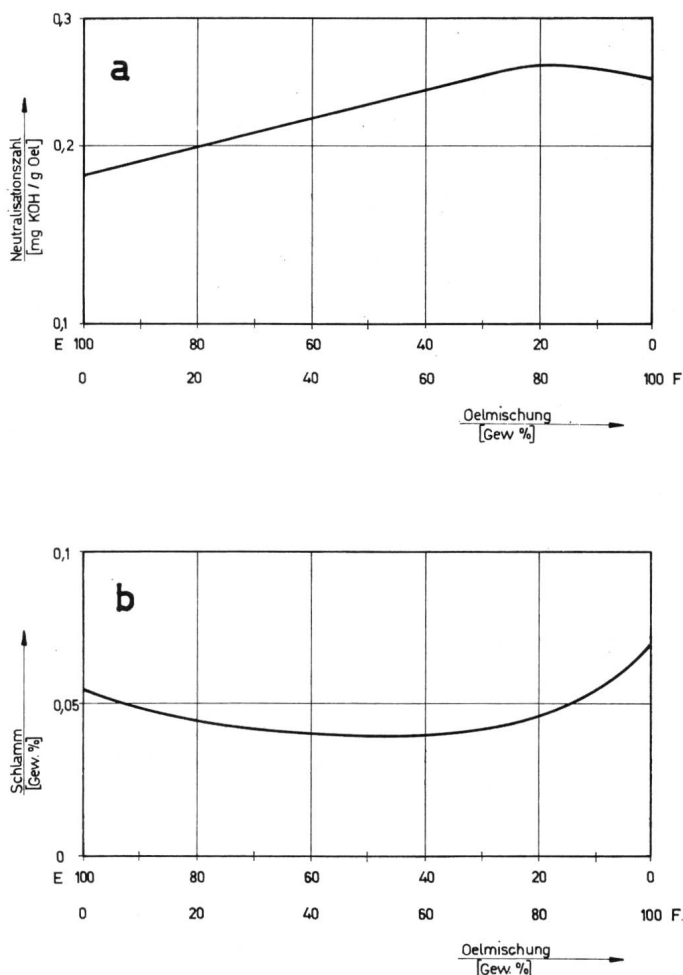 0,3
a
Neutralisationszahl
[mg KOH / g Oel]
0,2
0,1
E 100 80 60 40 20 0
0 20 40 60 80 100 F
Oelmischung
[Gew %]
0,1
b
Schlamm
[Gew. %]
0,05
0
E 100 80 60 40 20 0
0 20 40 60 80 100 F.
Oelmischung
[Gew. %]